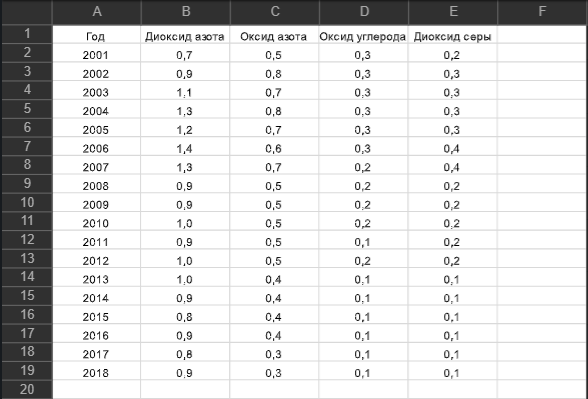 A B C D E F
1 Год Диоксид азота Оксид азота Оксид углерода Диоксид серы
2 2001 0,7 0,5 0,3 0,2
3 2002 0,9 0,8 0,3 0,3
4 2003 1,1 0,7 0,3 0,3
5 2004 1,3 0,8 0,3 0,3
6 2005 1,2 0,7 0,3 0,3
7 2006 1,4 0,6 0,3 0,4
8 2007 1,3 0,7 0,2 0,4
9 2008 0,9 0,5 0,2 0,2
10 2009 0,9 0,5 0,2 0,2
11 2010 1,0 0,5 0,2 0,2
12 2011 0,9 0,5 0,1 0,2
13 2012 1,0 0,5 0,2 0,2
14 2013 1,0 0,4 0,1 0,1
15 2014 0,9 0,4 0,1 0,1
16 2015 0,8 0,4 0,1 0,1
17 2016 0,9 0,4 0,1 0,1
18 2017 0,8 0,3 0,1 0,1
19 2018 0,9 0,3 0,1 0,1
20